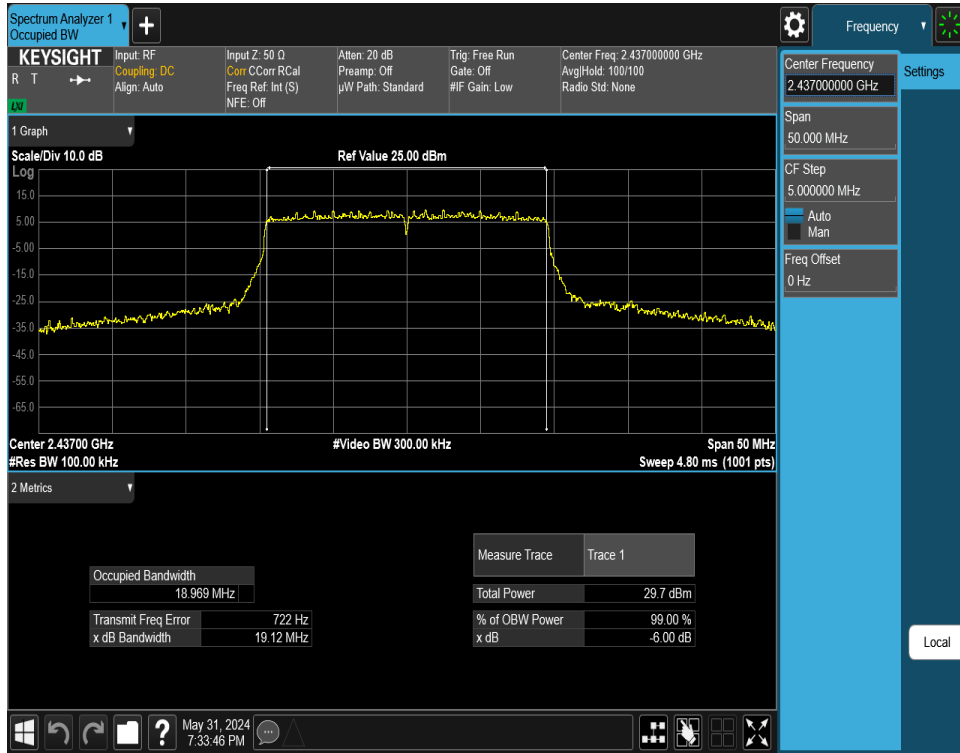 Spectrum Analyzer 1
Occupied BW
Frequency
KEYSIGHT
R T
LXI
Input: RF
Coupling: DC
Align: Auto
Input Z: 50 Ω
Corr CCorr RCal
Freq Ref: Int (S)
NFE: Off
Atten: 20 dB
Preamp: Off
µW Path: Standard
Trig: Free Run
Gate: Off
#IF Gain: Low
Center Freq: 2.437000000 GHz
Avg|Hold: 100/100
Radio Std: None
Center Frequency
2.437000000 GHz
Settings
Span
50.000 MHz
CF Step
5.000000 MHz
Auto
Man
Freq Offset
0 Hz
Local
1 Graph
Scale/Div 10.0 dB
Ref Value 25.00 dBm
Log
15.0
5.00
-5.00
-15.0
-25.0
-35.0
-45.0
-55.0
-65.0
Center 2.43700 GHz
#Video BW 300.00 kHz
Span 50 MHz
#Res BW 100.00 kHz
Sweep 4.80 ms (1001 pts)
2 Metrics
Occupied Bandwidth
18.969 MHz
Transmit Freq Error 722 Hz
x dB Bandwidth 19.12 MHz
Measure Trace Trace 1
Total Power 29.7 dBm
% of OBW Power 99.00 %
x dB -6.00 dB
May 31, 2024
7:33:46 PM